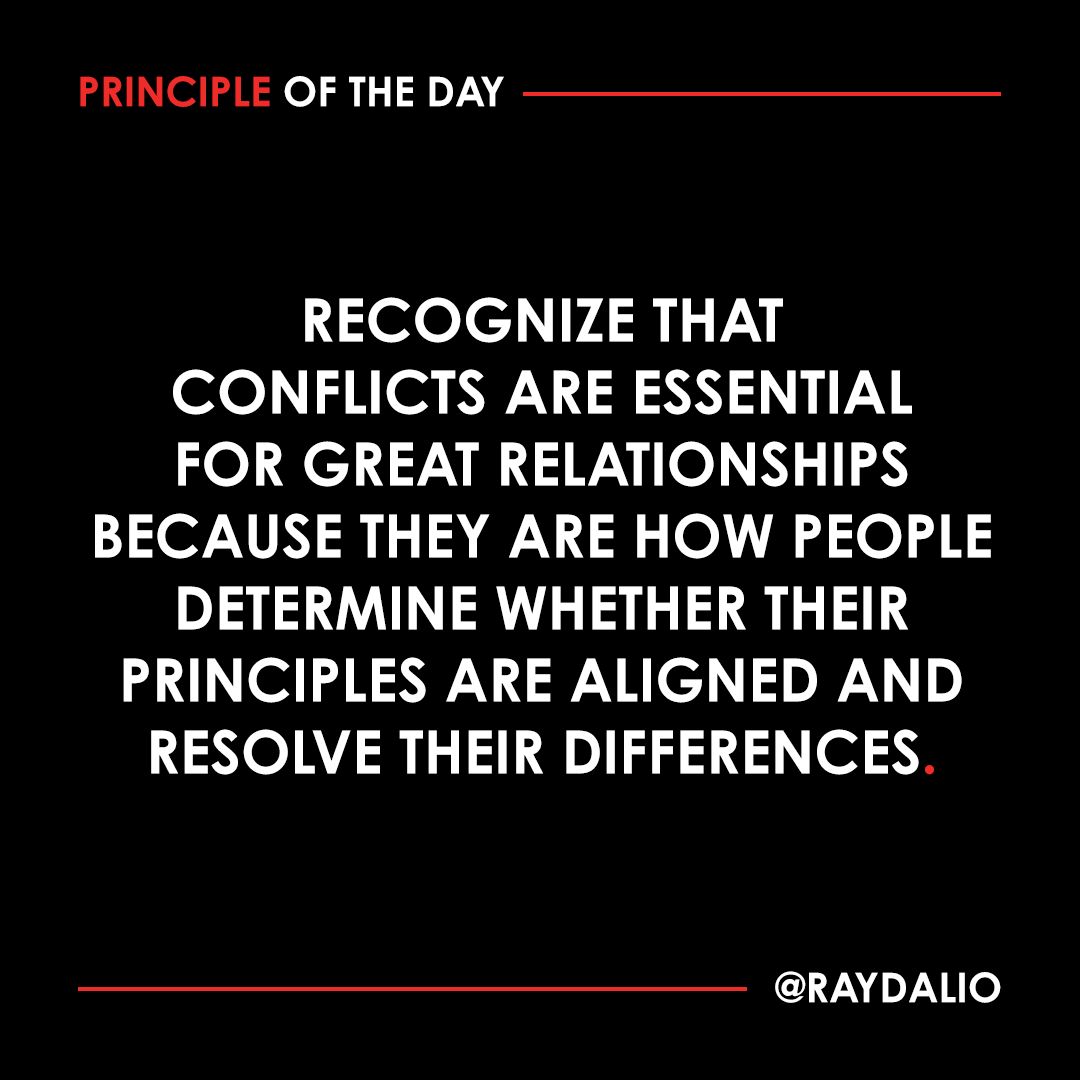 PRINCIPLE OF THE DAY
RECOGNIZE THAT
CONFLICTS ARE ESSENTIAL
FOR GREAT RELATIONSHIPS
BECAUSE THEY ARE HOW PEOPLE
DETERMINE WHETHER THEIR
PRINCIPLES ARE ALIGNED AND
RESOLVE THEIR DIFFERENCES.
@RAYDALIO